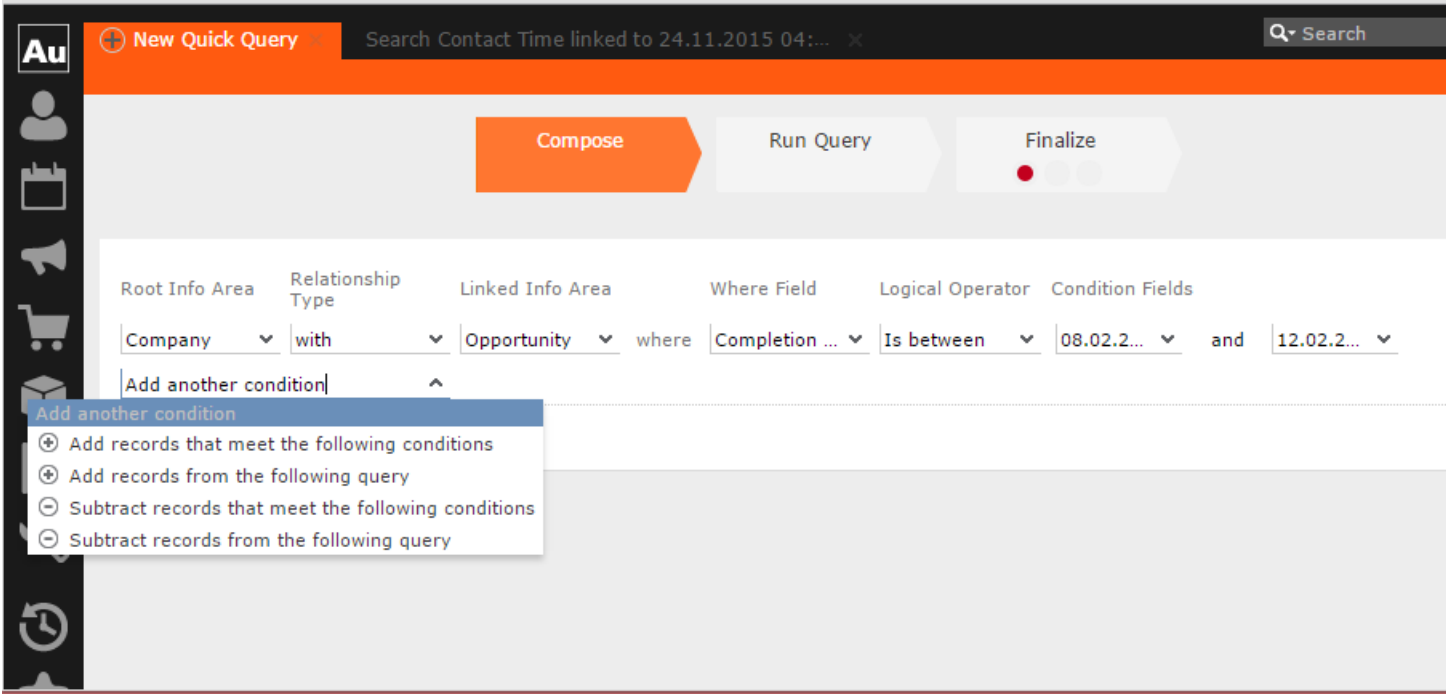 Au
New Quick Query
Search Contact Time linked to 24.11.2015 04:...
Search
Compose
Run Query
Finalize
Root Info Area
Relationship
Type
Linked Info Area
Where Field
Logical Operator
Condition Fields
Company with Opportunity where Completion ... Is between 08.02.2... and 12.02.2...
Add another condition
Add another condition
Add records that meet the following conditions
Add records from the following query
Subtract records that meet the following conditions
Subtract records from the following query